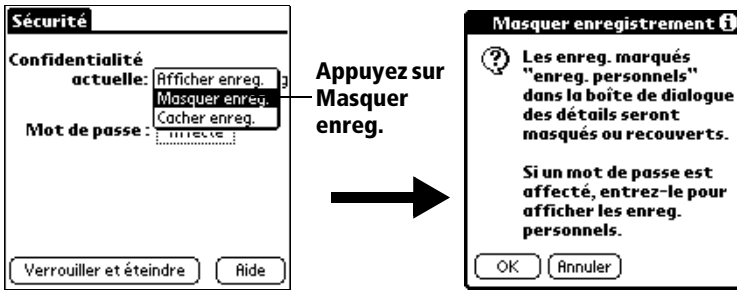 Sécurité
Confidentialité
actuelle:
Afficher enreg.
Masquer enreg.
Cacher enreg.
Mot de passe :
Verrouiller et éteindre
Aide
Appuyez sur
Masquer
enreg.
Masquer enregistrement
Les enreg. marqués
"enreg. personnels"
dans la boîte de dialogue
des détails seront
masqués ou recouverts.
Si un mot de passe est
affecté, entrez-le pour
afficher les enreg.
personnels.
OK
Annuler